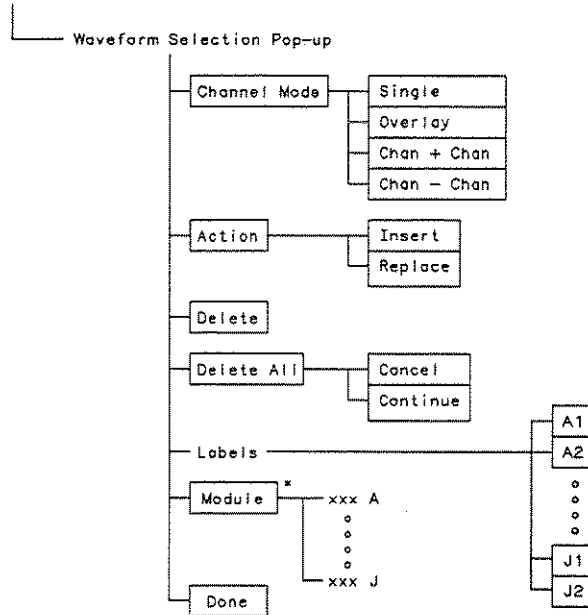 Waveform Selection Pop-up
Channel Mode
Single
Overlay
Chan + Chan
Chan - Chan
Action
Insert
Replace
Delete
Delete All
Cancel
Continue
A1
Labels
A2
Module
*
xxx A
xxx J
J1
J2
Done